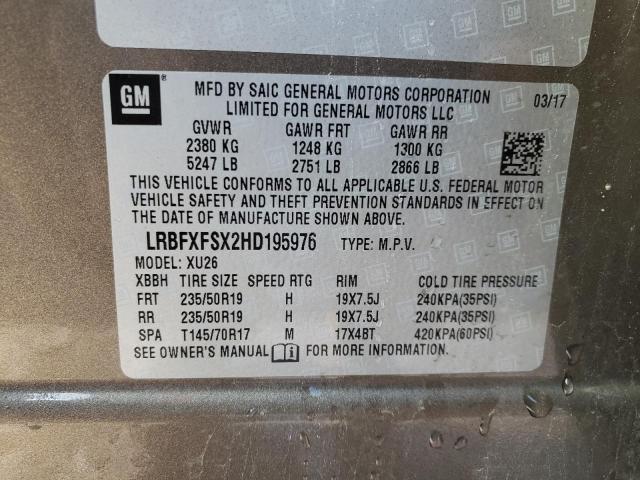 GM
MFD BY SAIC GENERAL MOTORS CORPORATION
LIMITED FOR GENERAL MOTORS LLC
03/17
GVWR GAWR FRT GAWR RR
2380 KG 1248 KG 1300 KG
5247 LB 2751 LB 2866 LB
THIS VEHICLE CONFORMS TO ALL APPLICABLE U.S. FEDERAL MOTOR
VEHICLE SAFETY AND THEFT PREVENTION STANDARDS IN EFFECT ON
THE DATE OF MANUFACTURE SHOWN ABOVE.
LRBFXFSX2HD195976 TYPE: M.P.V.
MODEL: XU26
XBBH TIRE SIZE SPEED RTG RIM COLD TIRE PRESSURE
FRT 235/50R19 H 19X7.5J 240KPA(35PSI)
RR 235/50R19 H 19X7.5J 240KPA(35PSI)
SPA T145/70R17 M 17X4BT 420KPA(60PSI)
SEE OWNER'S MANUAL FOR MORE INFORMATION.